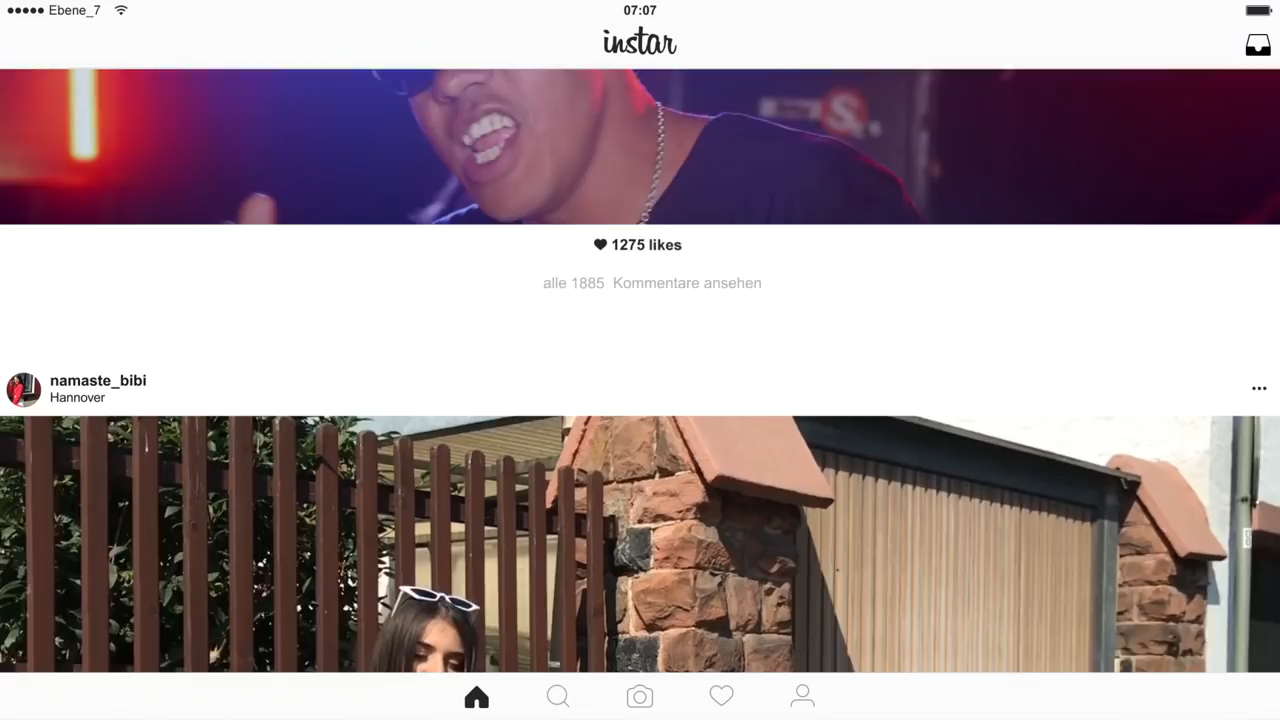 Ebene_7
07:07
instar
1275 likes
alle 1885 Kommentare ansehen
namaste_bibi
Hannover